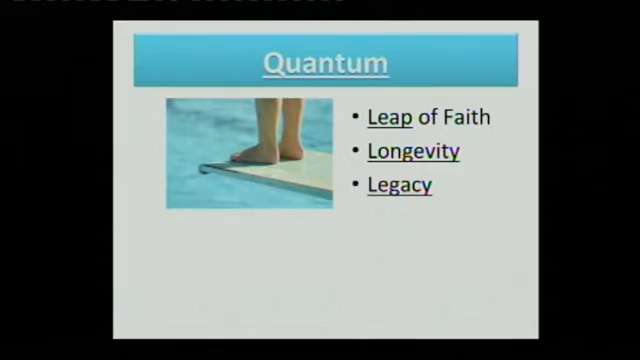 Quantum
• Leap of Faith
• Longevity
• Legacy